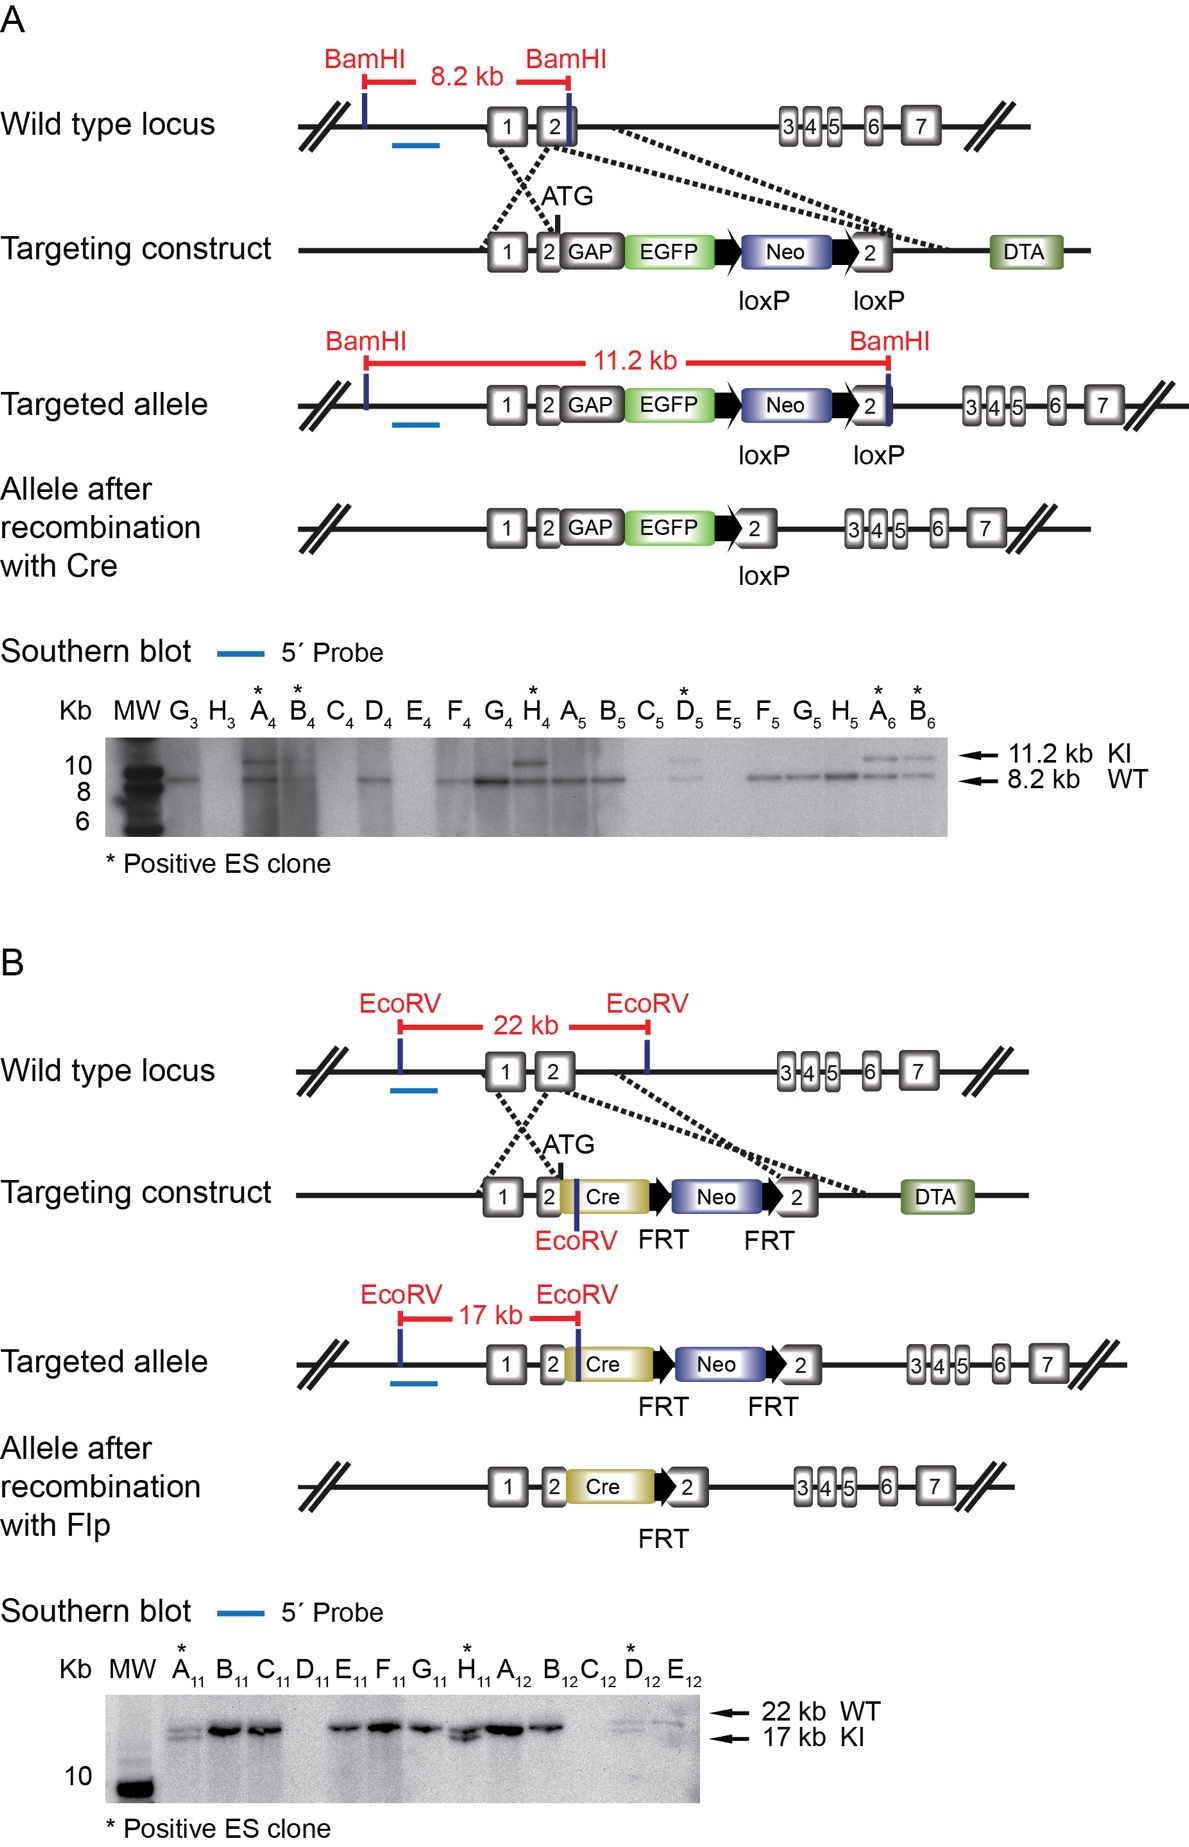 A
BamHI BamHI
8.2 kb
Wild type locus 1 2 3 4 5 6 7
ATG
Targeting construct 1 2 GAP EGFP Neo 2 DTA
loxP loxP
BamHI BamHI
11.2 kb
Targeted allele 1 2 GAP EGFP Neo 2 3 4 5 6 7
loxP loxP
Allele after
recombination 1 2 GAP EGFP 2 3 4 5 6 7
with Cre
loxP
Southern blot 5´ Probe
* * * * * *
Kb MW G3 H3 A4 B4 C4 D4 E4 F4 G4 H4 A5 B5 C5 D5 E5 F5 G5 H5 A6 B6
11.2 kb KI
10
8.2 kb WT
8
6
* Positive ES clone
B
EcoRV EcoRV
22 kb
Wild type locus 1 2 3 4 5 6 7
ATG
Targeting construct 1 2 Cre Neo 2 DTA
EcoRV FRT FRT
EcoRV EcoRV
17 kb
Targeted allele 1 2 Cre Neo 2 3 4 5 6 7
FRT FRT
Allele after
recombination 1 2 Cre 2 3 4 5 6 7
with Flp
FRT
Southern blot 5´ Probe
* * *
Kb MW A11 B11 C11 D11 E11 F11 G11 H11 A12 B12 C12 D12 E12
22 kb WT
17 kb KI
10
* Positive ES clone